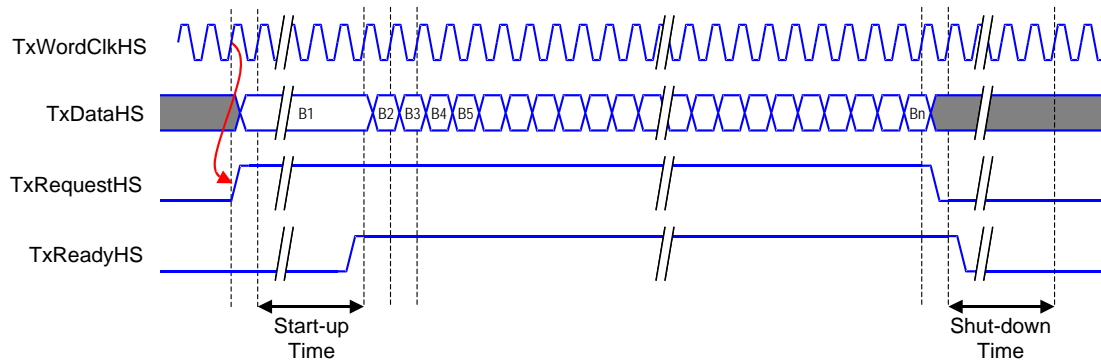 TxWordClkHS
TxDataHS
B1
B2
B3
B4
B5
Bn
TxRequestHS
TxReadyHS
Start-up
Time
Shut-down
Time